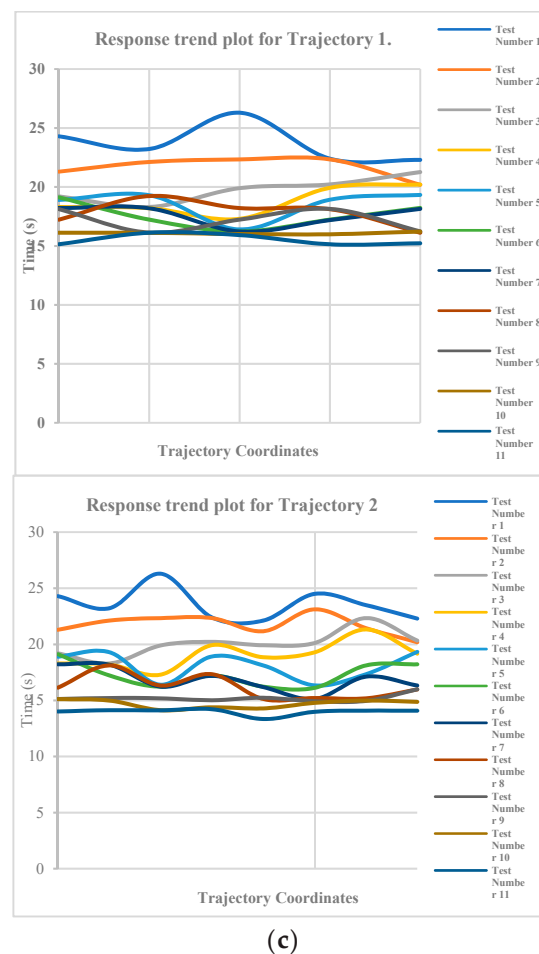 Response trend plot for Trajectory 1.
30
25
20
15
10
5
0
Time (s)
Trajectory Coordinates
Test
Number 1
Test
Number 2
Test
Number 3
Test
Number 4
Test
Number 5
Test
Number 6
Test
Number 7
Test
Number 8
Test
Number 9
Test
Number
10
Test
Number 11
Response trend plot for Trajectory 2
30
25
20
15
10
5
0
Time (s)
Trajectory Coordinates
Test
Numbe
r 1
Test
Numbe
r 2
Test
Numbe
r 3
Test
Numbe
r 4
Test
Numbe
r 5
Test
Numbe
r 6
Test
Numbe
r 7
Test
Numbe
r 8
Test
Numbe
r 9
Test
Numbe
r 10
Test
Numbe
r 11
(c)